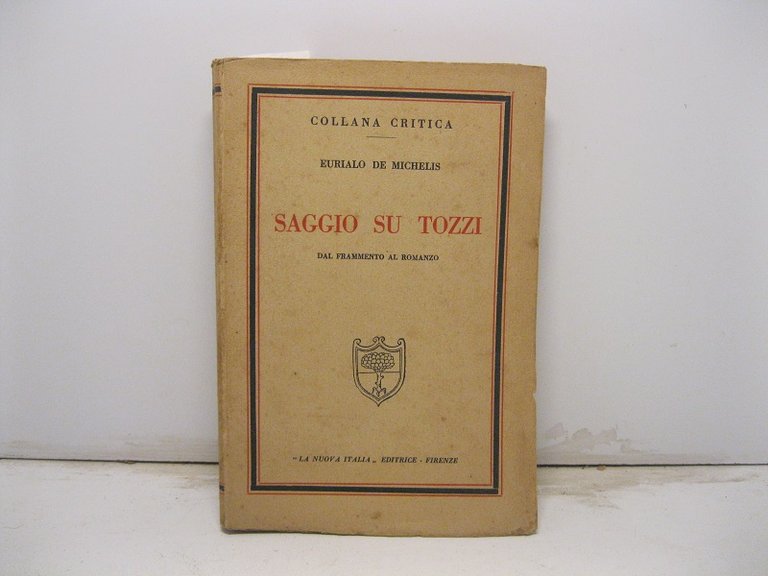 COLLANA CRITICA
EURIALO DE MICHELIS
SAGGIO SU TOZZI
DAL FRAMMENTO AL ROMANZO
"LA NUOVA ITALIA„ EDITRICE - FIRENZE